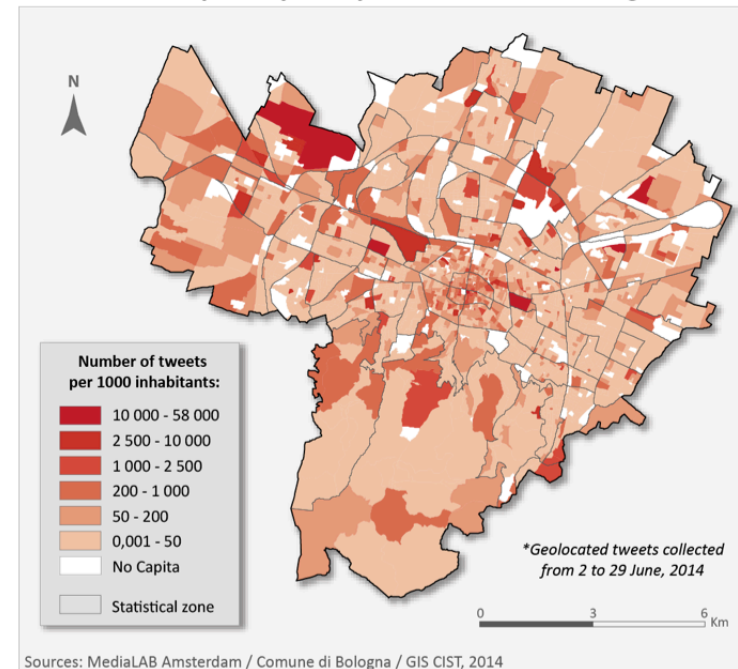 N
Number of tweets
per 1000 inhabitants:
10 000 - 58 000
2 500 - 10 000
1 000 - 2 500
200 - 1 000
50 - 200
0,001 - 50
No Capita
Statistical zone
*Geolocated tweets collected
from 2 to 29 June, 2014
0 3 6 Km
Sources: MediaLAB Amsterdam / Comune di Bologna / GIS CIST, 2014